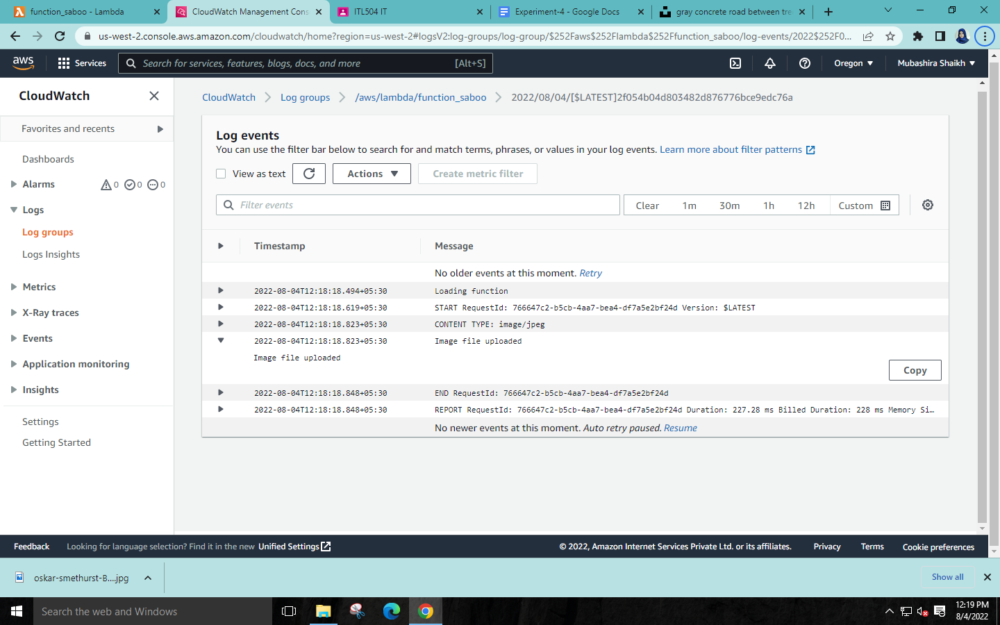 function_saboo - Lambda
CloudWatch Management Cons
ITL504 IT
Experiment-4 - Google Docs
gray concrete road between tre
us-west-2.console.aws.amazon.com/cloudwatch/home?region=us-west-2#logsV2:log-groups/log-group/$252Faws$252Flambda$252Ffunction_saboo/log-events/2022$252F0...
aws
Services
Search for services, features, blogs, docs, and more
[Alt+S]
Oregon
Mubashira Shaikh
CloudWatch
Favorites and recents
Dashboards
Alarms 0 0 0
Logs
Log groups
Logs Insights
Metrics
X-Ray traces
Events
Application monitoring
Insights
Settings
Getting Started
CloudWatch
Log groups
/aws/lambda/function_saboo
2022/08/04/[$LATEST]2f054b04d803482d876776bce9edc76a
Log events
You can use the filter bar below to search for and match terms, phrases, or values in your log events. Learn more about filter patterns
View as text
Actions
Create metric filter
Filter events
Clear 1m 30m 1h 12h Custom
Timestamp Message
No older events at this moment. Retry
2022-08-04T12:18:18.494+05:30 Loading function
2022-08-04T12:18:18.619+05:30 START RequestId: 766647c2-b5cb-4aa7-bea4-df7a5e2bf24d Version: $LATEST
2022-08-04T12:18:18.823+05:30 CONTENT TYPE: image/jpeg
2022-08-04T12:18:18.823+05:30 Image file uploaded
Image file uploaded
Copy
2022-08-04T12:18:18.848+05:30 END RequestId: 766647c2-b5cb-4aa7-bea4-df7a5e2bf24d
2022-08-04T12:18:18.848+05:30 REPORT RequestId: 766647c2-b5cb-4aa7-bea4-df7a5e2bf24d Duration: 227.28 ms Billed Duration: 228 ms Memory Si...
No newer events at this moment. Auto retry paused. Resume
Feedback
Looking for language selection? Find it in the new Unified Settings
© 2022, Amazon Internet Services Private Ltd. or its affiliates.
Privacy
Terms
Cookie preferences
oskar-smethurst-B....jpg
Show all
Search the web and Windows
12:19 PM
8/4/2022